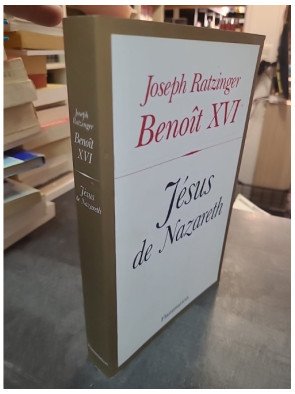 Joseph Ratzinger
Benoît XVI
Jésus
de Nazareth
Flammarion
Joseph
Ratzinger
Benoît
XVI
Jésus
de Nazareth